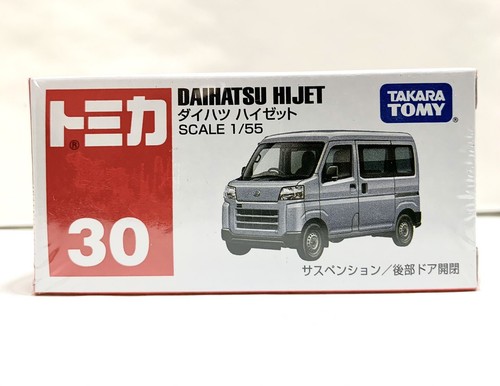 トミカ®
30
DAIHATSU HIJET
ダイハツ ハイゼット
SCALE 1/55
TAKARA
TOMY®
サスペンション／後部ドア開閉